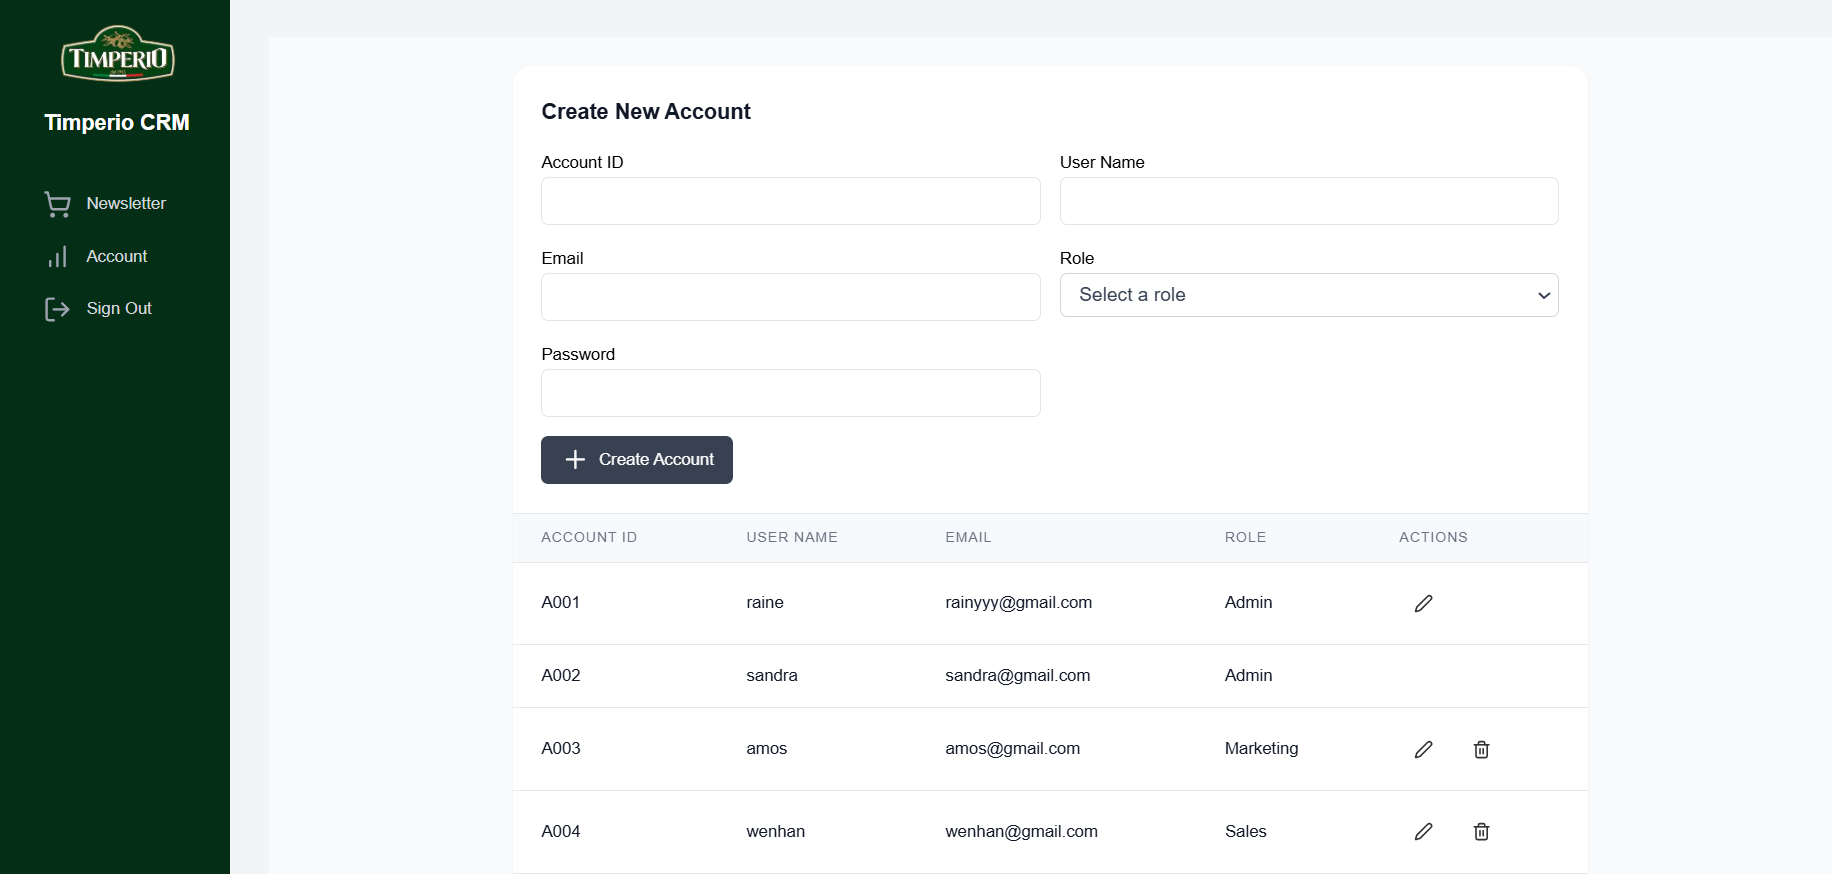 TIMPERIO
Timperio CRM
Newsletter
Account
Sign Out
Create New Account
Account ID
User Name
Email
Role
Select a role
Password
Create Account
ACCOUNT ID USER NAME EMAIL ROLE ACTIONS
A001 raine rainyyy@gmail.com Admin
A002 sandra sandra@gmail.com Admin
A003 amos amos@gmail.com Marketing
A004 wenhan wenhan@gmail.com Sales